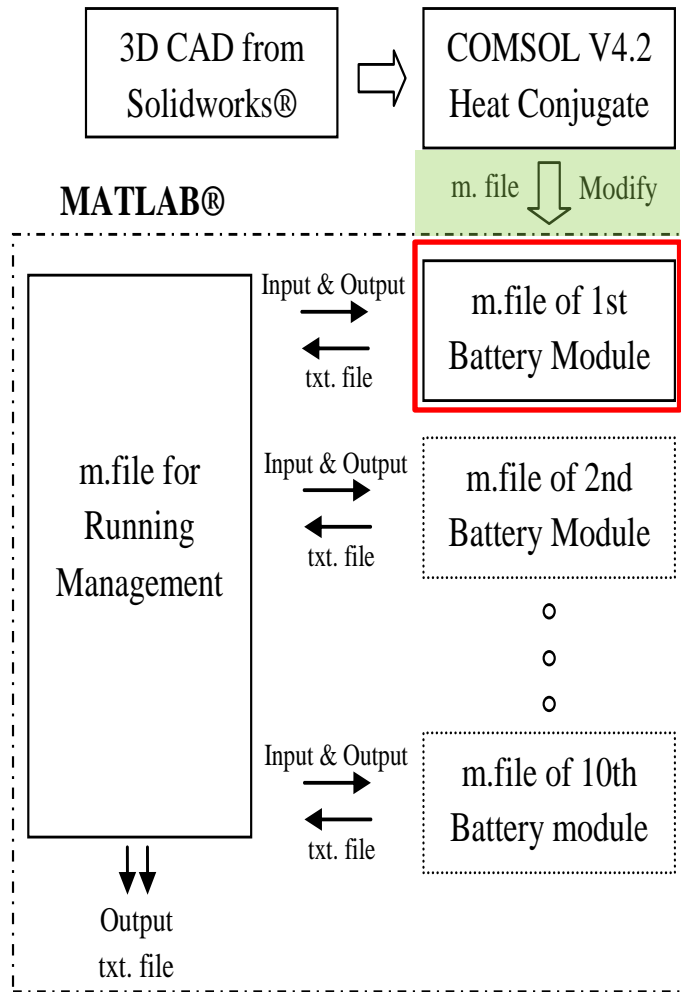 3D CAD from
Solidworks®
COMSOL V4.2
Heat Conjugate
m. file
Modify
MATLAB®
Input & Output
txt. file
m.file of 1st
Battery Module
m.file for
Running
Management
Input & Output
txt. file
m.file of 2nd
Battery Module
Input & Output
txt. file
m.file of 10th
Battery module
Output
txt. file